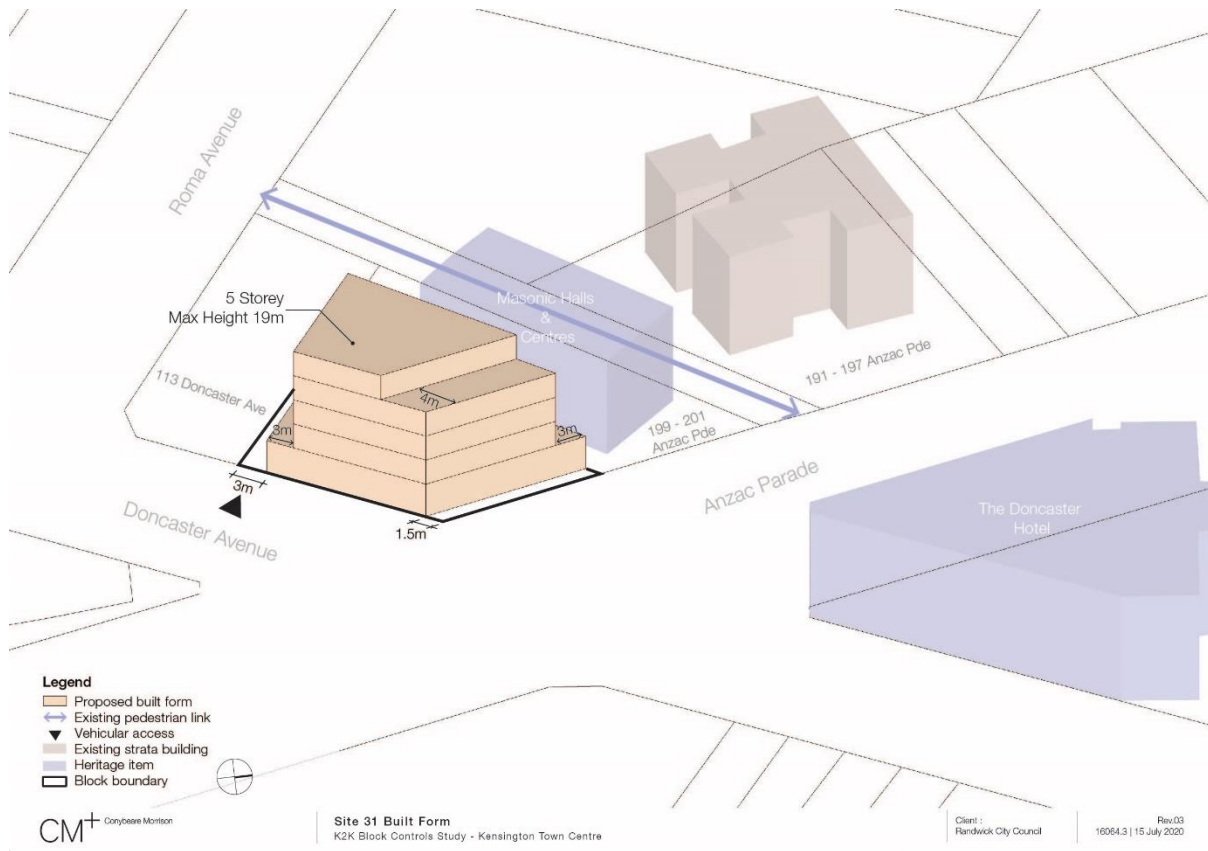 Roma Avenue
5 Storey
Max Height 19m
Masonic Halls
&
Centres
113 Doncaster Ave
4m
3m
3m
191 - 197 Anzac Pde
199 - 201
Anzac Pde
3m
1.5m
Doncaster Avenue
Anzac Parade
The Doncaster
Hotel
Legend
Proposed built form
Existing pedestrian link
Vehicular access
Existing strata building
Heritage item
Block boundary
CM+ Conybeare Morrison
Site 31 Built Form
K2K Block Controls Study - Kensington Town Centre
Client :
Randwick City Council
Rev.03
16064.3 | 15 July 2020